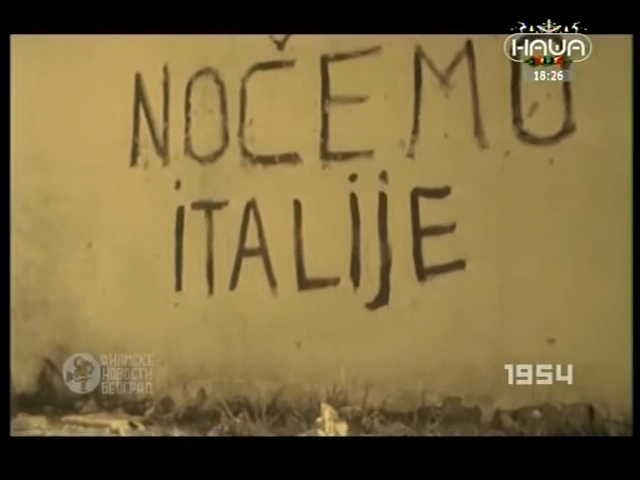 НАША
18:26
NOČEMO
ITALIJE
ФИЛМСКЕ
НОВОСТИ
БЕОГРАД
1954